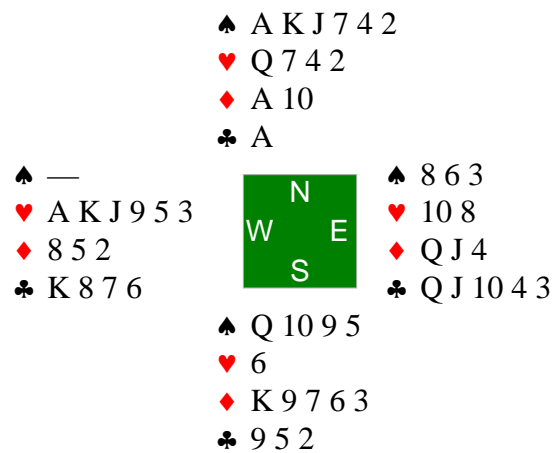 ♠ A K J 7 4 2
♥ Q 7 4 2
♦ A 10
♣ A
♠ —
♥ A K J 9 5 3
♦ 8 5 2
♣ K 8 7 6
N
W E
S
♠ 8 6 3
♥ 10 8
♦ Q J 4
♣ Q J 10 4 3
♠ Q 10 9 5
♥ 6
♦ K 9 7 6 3
♣ 9 5 2